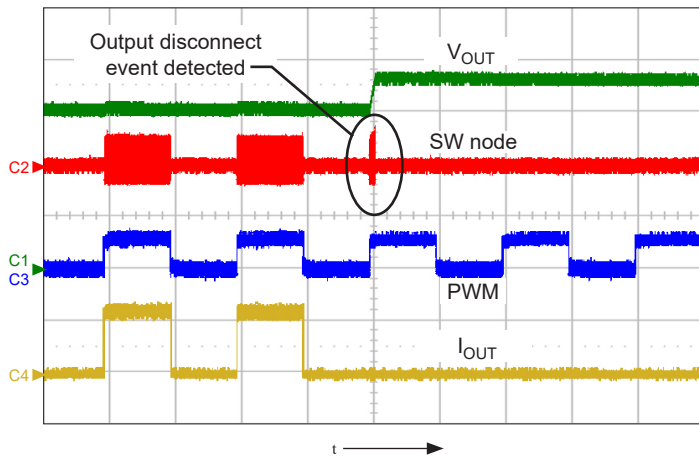 Output disconnect
event detected
VOUT
C2
SW node
C1
C3
PWM
IOUT
C4
t